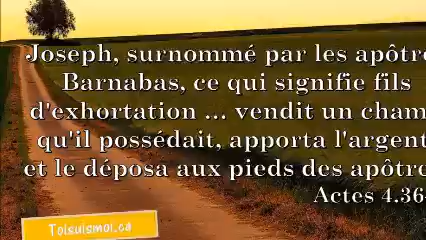 Joseph, surnommé par les apôtre
Barnabas, ce qui signifie fils
d'exhortation ... vendit un cham
qu'il possédait, apporta l'argent
et le déposa aux pieds des apôtre
Actes 4.36-
Toisuismoi.ca